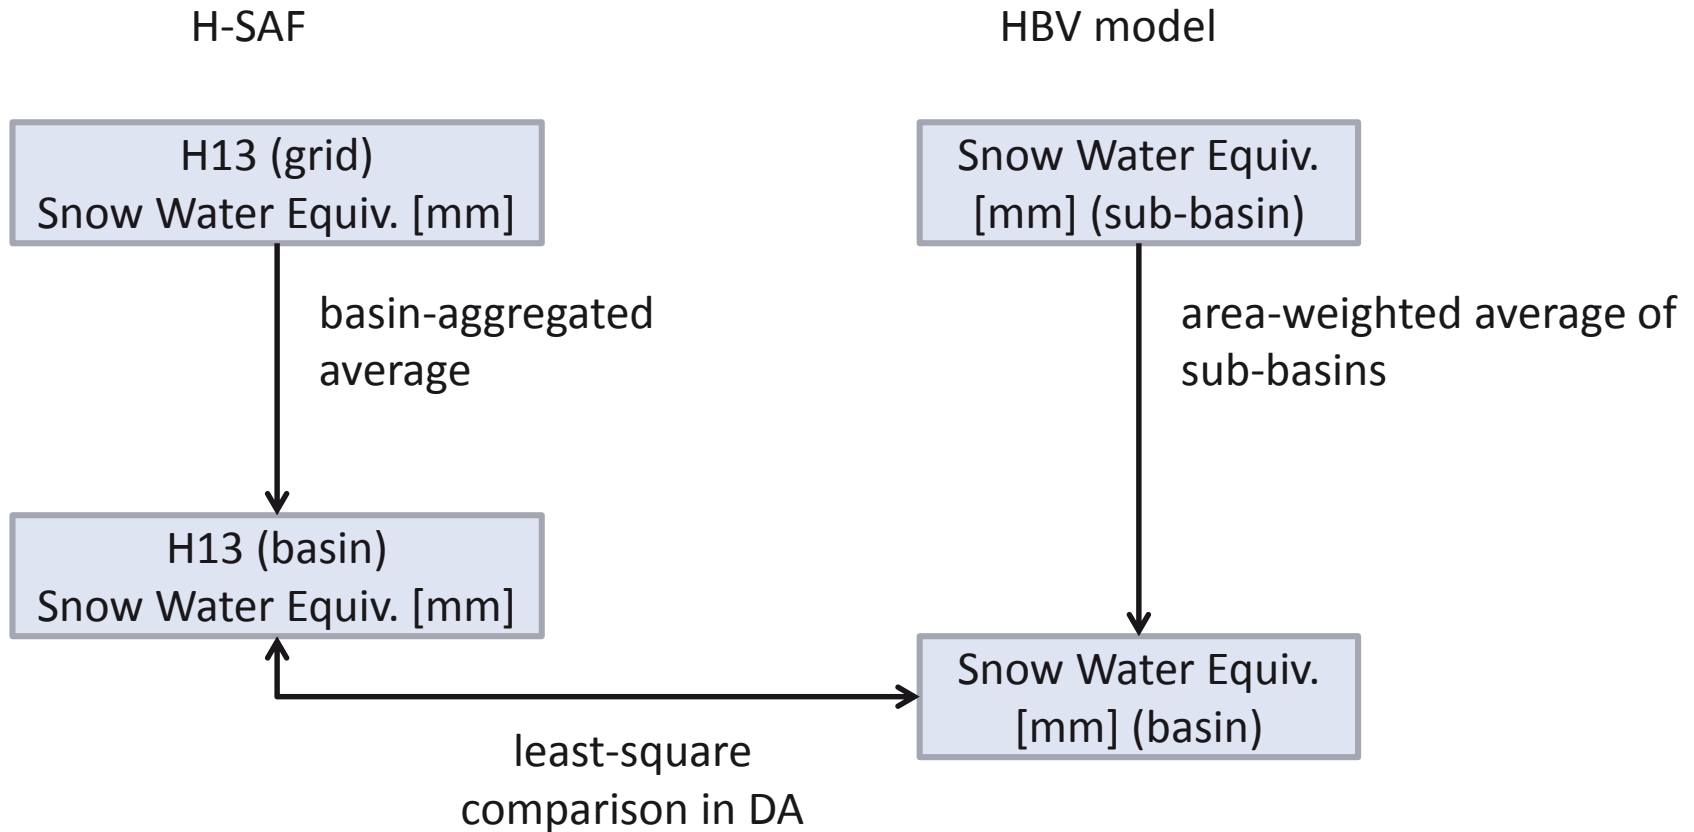 H-SAF
HBV model
H13 (grid)
Snow Water Equiv. [mm]
Snow Water Equiv.
[mm] (sub-basin)
basin-aggregated
average
area-weighted average of
sub-basins
H13 (basin)
Snow Water Equiv. [mm]
Snow Water Equiv.
[mm] (basin)
least-square
comparison in DA